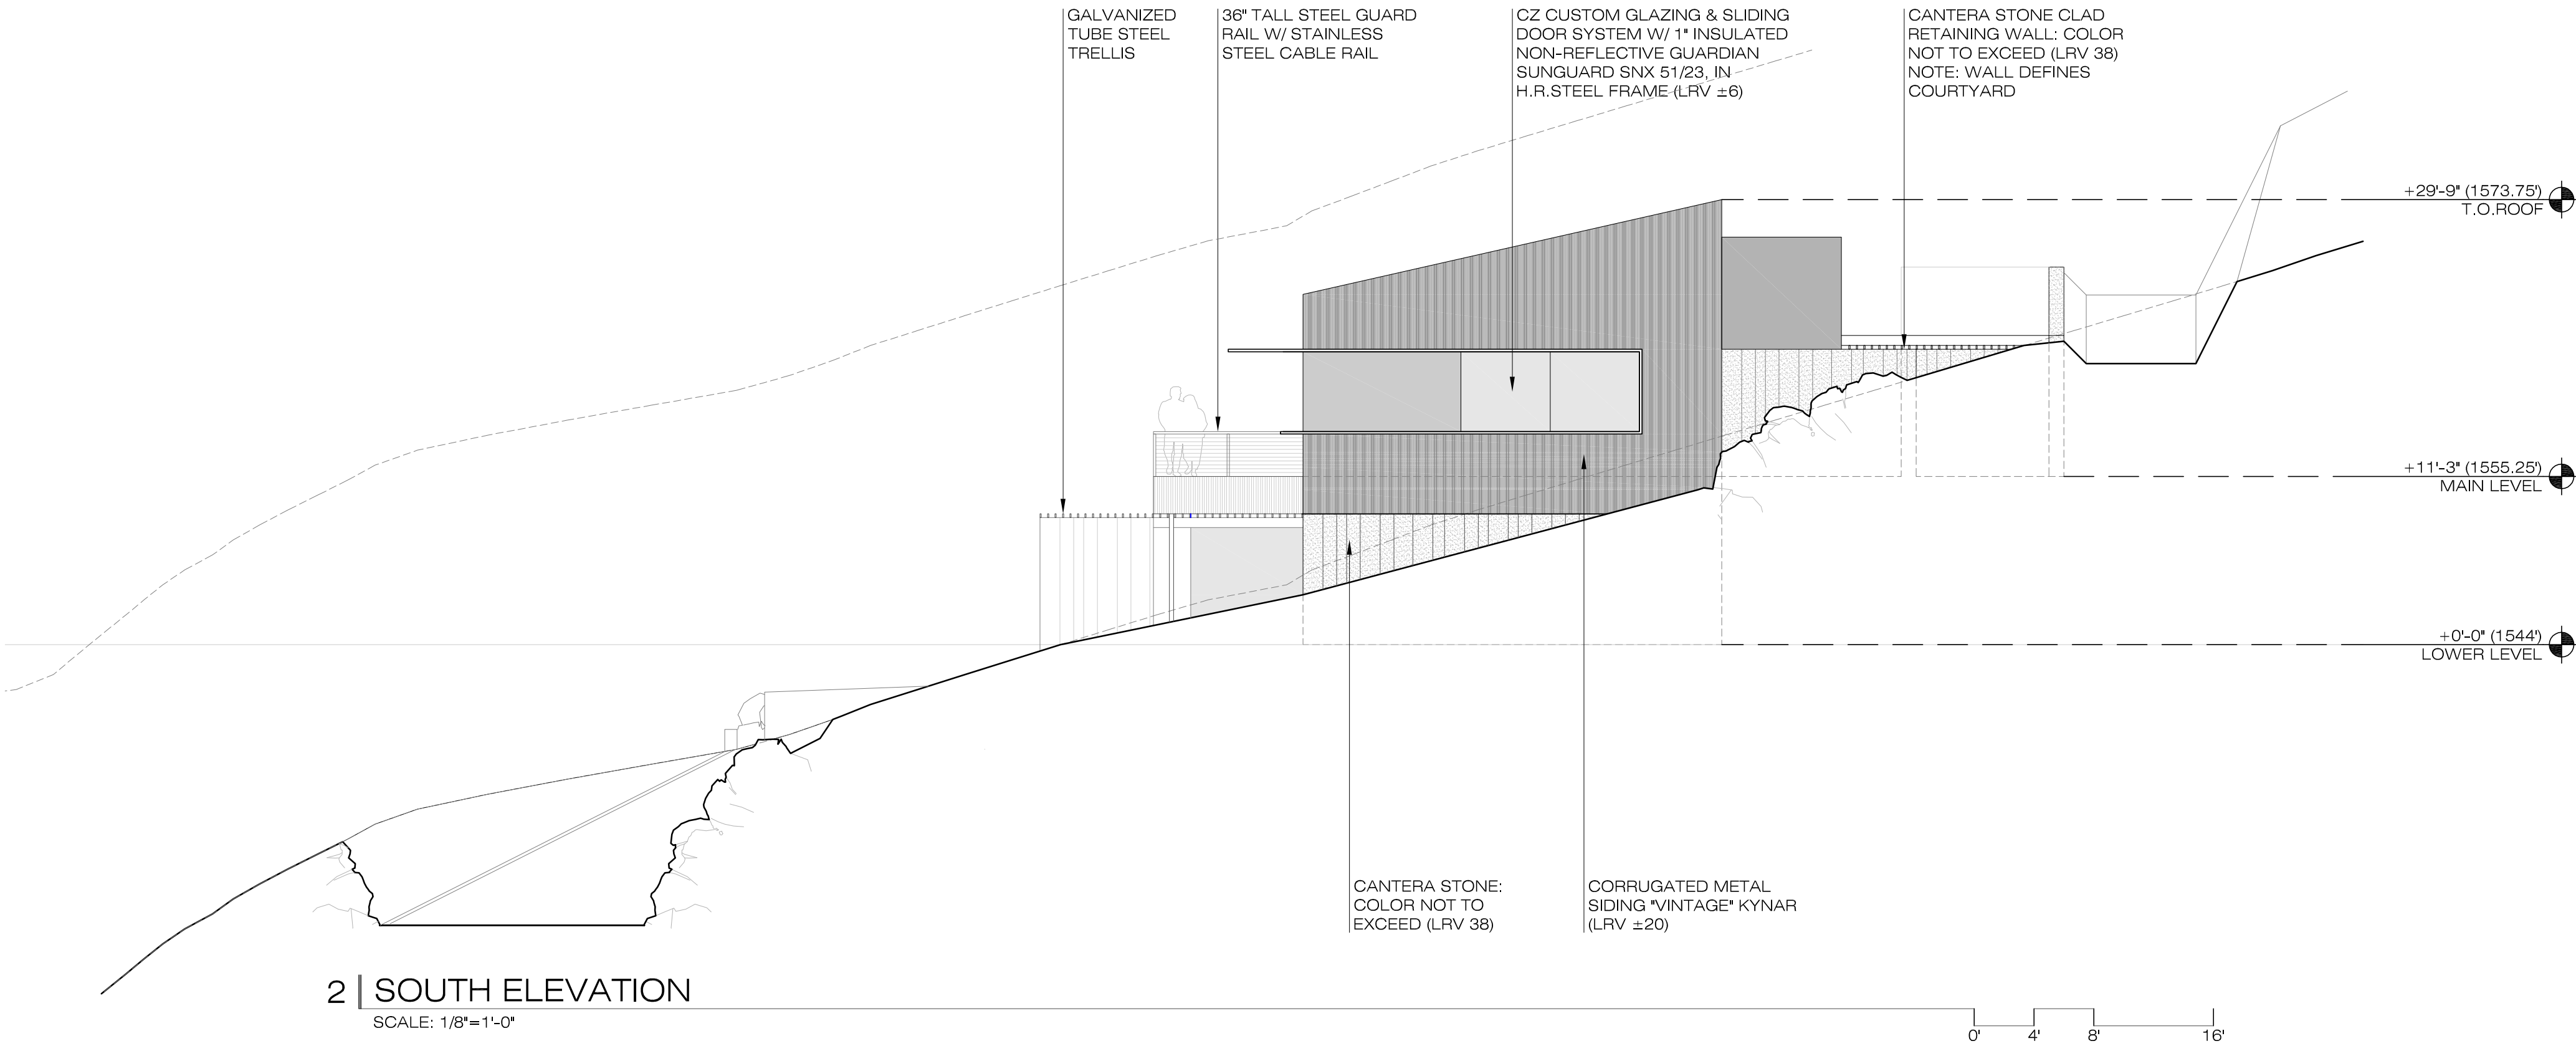 GALVANIZED
TUBE STEEL
TRELLIS
36" TALL STEEL GUARD
RAIL W/ STAINLESS
STEEL CABLE RAIL
CZ CUSTOM GLAZING & SLIDING
DOOR SYSTEM W/ 1" INSULATED
NON-REFLECTIVE GUARDIAN
SUNGUARD SNX 51/23, IN
H.R.STEEL FRAME (LRV ±6)
CANTERA STONE CLAD
RETAINING WALL: COLOR
NOT TO EXCEED (LRV 38)
NOTE: WALL DEFINES
COURTYARD
+29'-9" (1573.75')
T.O.ROOF
+11'-3" (1555.25')
MAIN LEVEL
+0'-0" (1544')
LOWER LEVEL
CANTERA STONE:
COLOR NOT TO
EXCEED (LRV 38)
CORRUGATED METAL
SIDING "VINTAGE" KYNAR
(LRV ±20)
2 SOUTH ELEVATION
SCALE: 1/8"=1'-0"
0' 4' 8' 16'